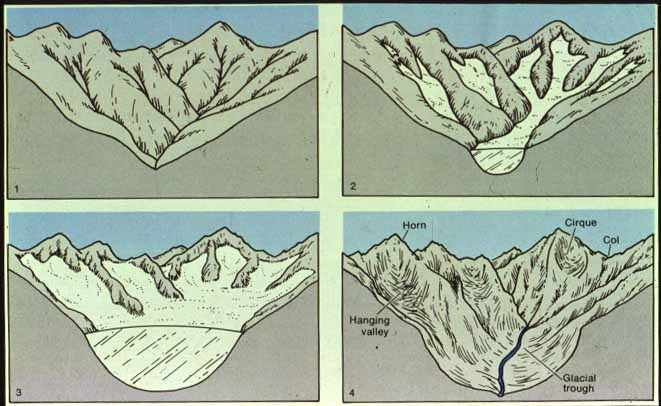 1
2
3
Horn
Cirque
Col
Hanging
valley
Glacial
trough
4